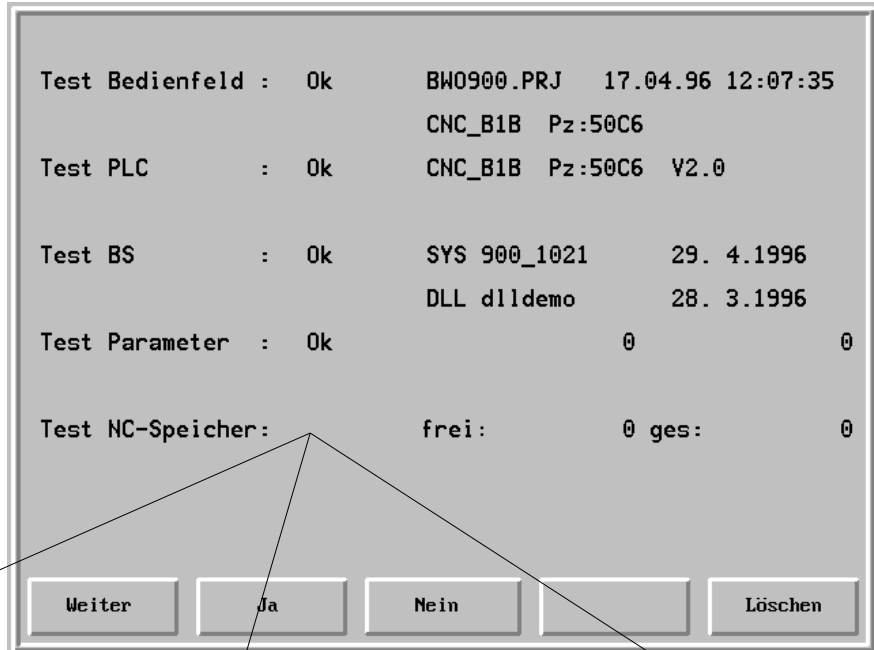 Test Bedienfeld : Ok BWO900.PRJ 17.04.96 12:07:35
CNC_B1B Pz:50C6
Test PLC : Ok CNC_B1B Pz:50C6 V2.0
Test BS : Ok SYS 900_1021 29. 4.1996
DLL dlldemo 28. 3.1996
Test Parameter : Ok 0 0
Test NC-Speicher: frei: 0 ges: 0
Weiter Ja Nein Löschen